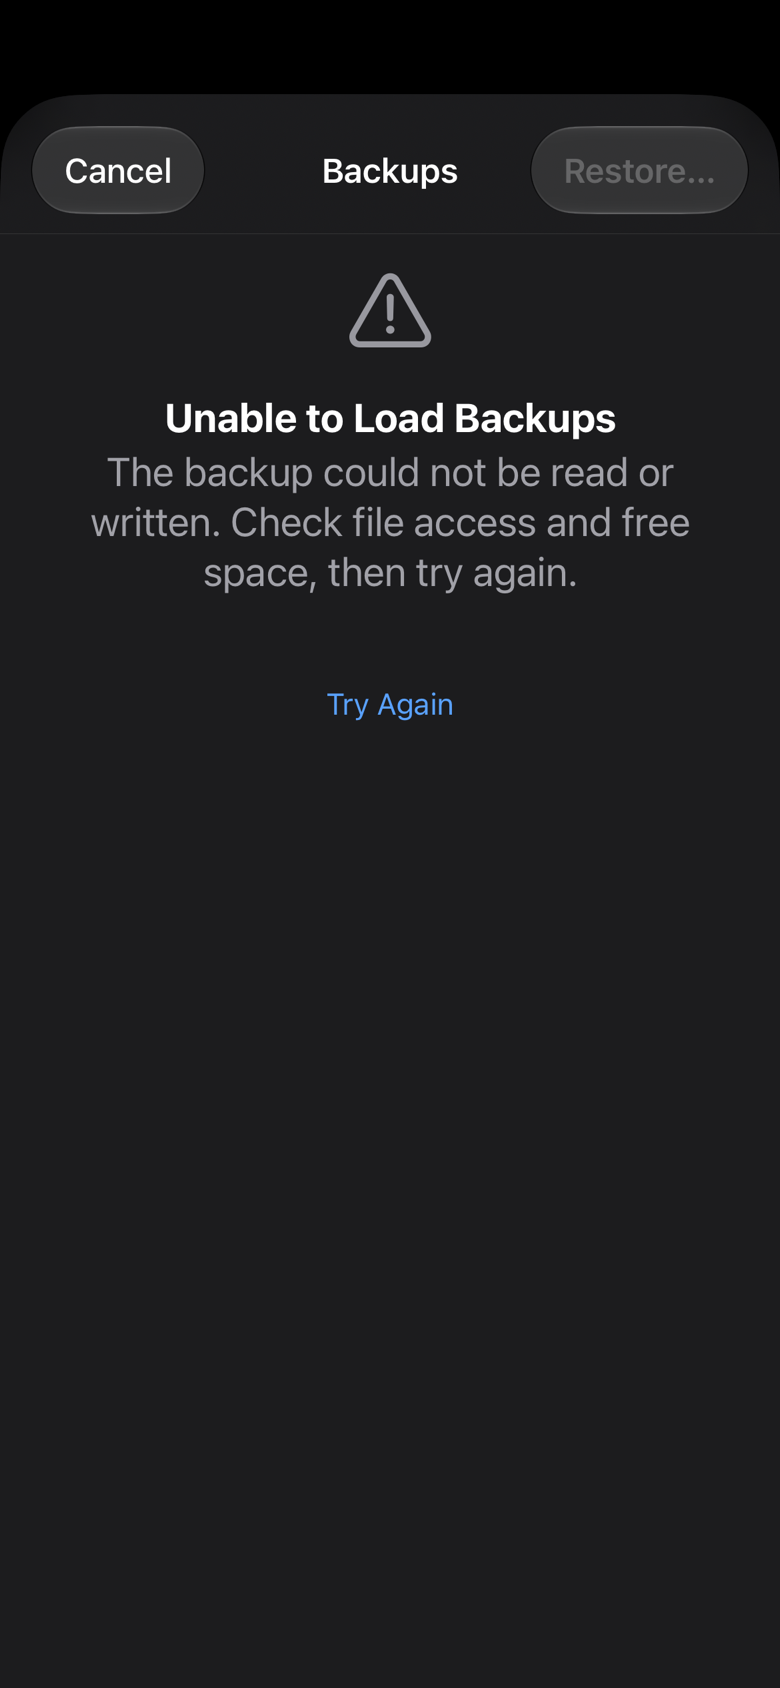 Cancel
Backups
Restore...
Unable to Load Backups
The backup could not be read or
written. Check file access and free
space, then try again.
Try Again